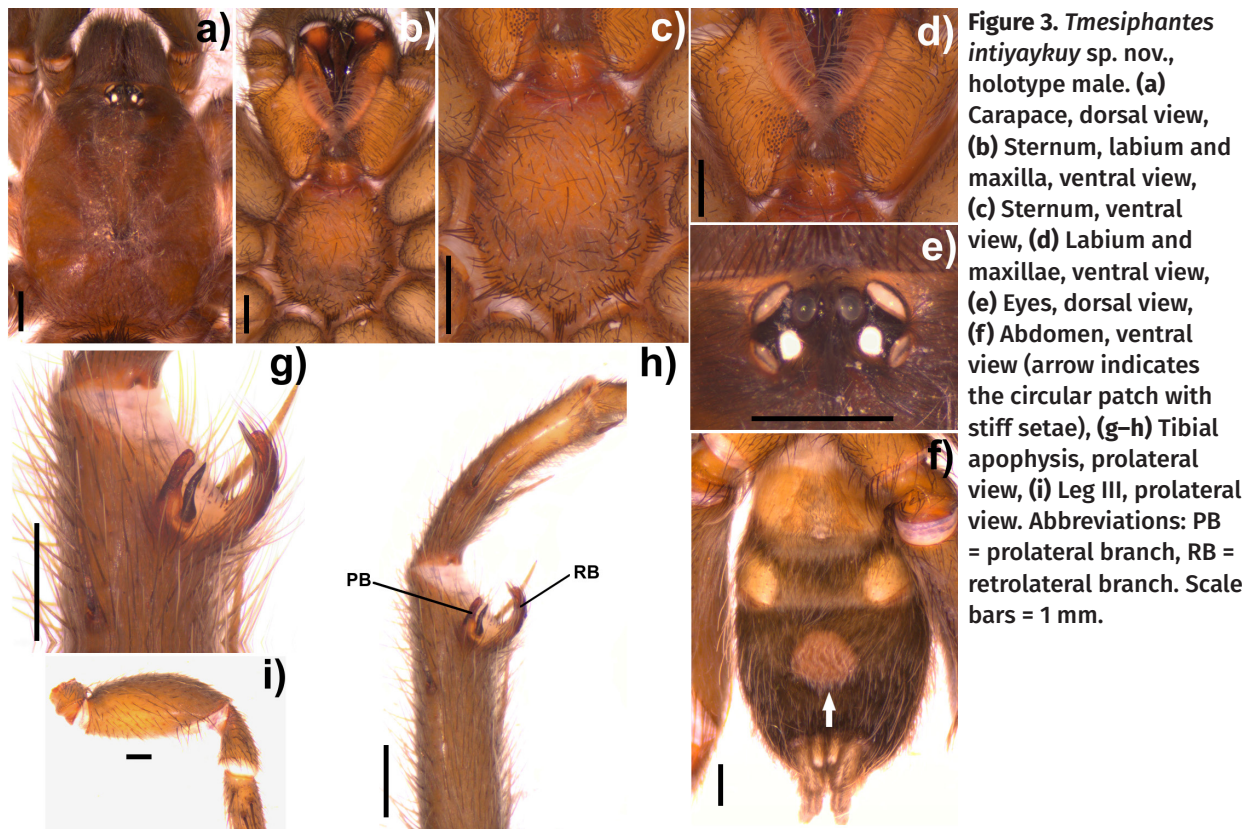 a)
b)
c)
d)
e)
f)
g)
h)
PB
RB
i)
Figure 3. Tmesiphantes
intiyaykuy sp. nov.,
holotype male. (a)
Carapace, dorsal view,
(b) Sternum, labium and
maxilla, ventral view,
(c) Sternum, ventral
view, (d) Labium and
maxillae, ventral view,
(e) Eyes, dorsal view,
(f) Abdomen, ventral
view (arrow indicates
the circular patch with
stiff setae), (g–h) Tibial
apophysis, prolateral
view, (i) Leg III, prolateral
view. Abbreviations: PB
= prolateral branch, RB =
retrolateral branch. Scale
bars = 1 mm.